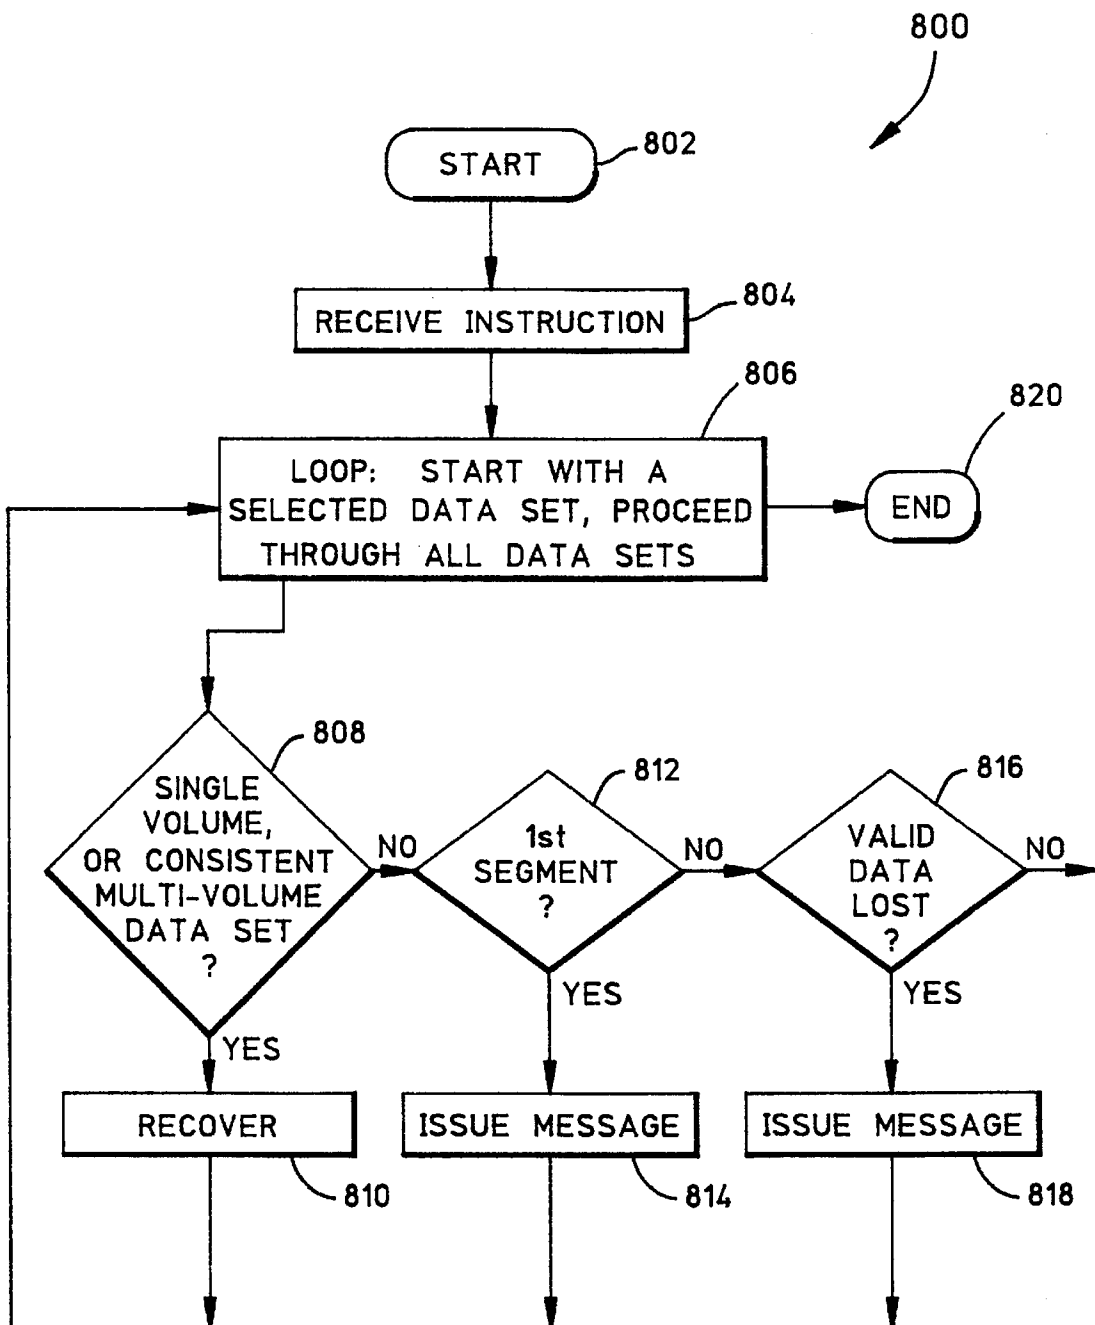 800
START
802
RECEIVE INSTRUCTION
804
806
LOOP: START WITH A
SELECTED DATA SET, PROCEED
THROUGH ALL DATA SETS
820
END
808
SINGLE
VOLUME,
OR CONSISTENT
MULTI-VOLUME
DATA SET
?
NO
YES
812
1st
SEGMENT
?
NO
YES
816
VALID
DATA
LOST
?
NO
YES
RECOVER
810
ISSUE MESSAGE
814
ISSUE MESSAGE
818